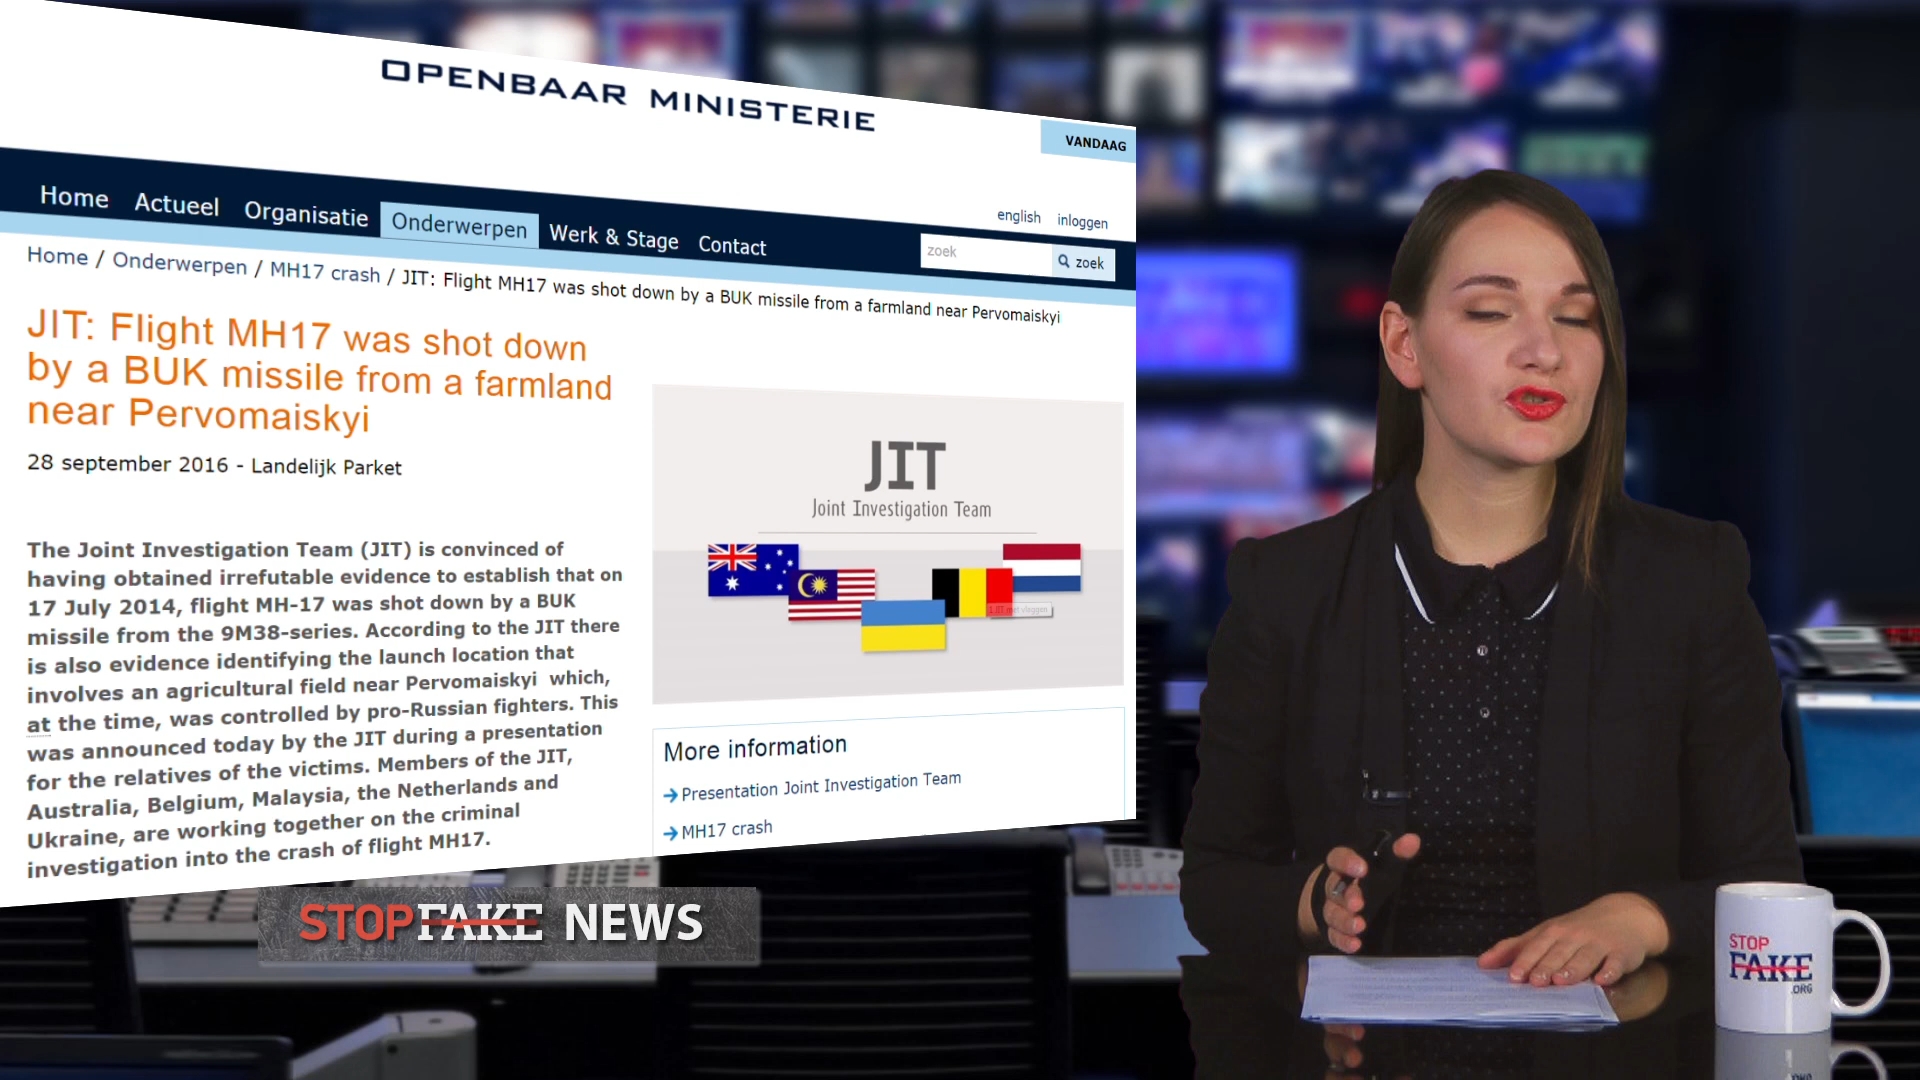 OPENBAAR MINISTERIE
VANDAAG
english inloggen
Home Actueel Organisatie Onderwerpen Werk & Stage Contact
zoek
zoek
Home / Onderwerpen / MH17 crash / JIT: Flight MH17 was shot down by a BUK missile from a farmland near Pervomaiskyi
JIT: Flight MH17 was shot down
by a BUK missile from a farmland
near Pervomaiskyi
28 september 2016 - Landelijk Parket
The Joint Investigation Team (JIT) is convinced of
having obtained irrefutable evidence to establish that on
17 July 2014, flight MH-17 was shot down by a BUK
missile from the 9M38-series. According to the JIT there
is also evidence identifying the launch location that
involves an agricultural field near Pervomaiskyi which,
at the time, was controlled by pro-Russian fighters. This
was announced today by the JIT during a presentation
for the relatives of the victims. Members of the JIT,
Australia, Belgium, Malaysia, the Netherlands and
Ukraine, are working together on the criminal
investigation into the crash of flight MH17.
JIT
Joint Investigation Team
1.JIT met vlaggen
More information
Presentation Joint Investigation Team
MH17 crash
STOPFAKE NEWS
STOP
FAKE
.ORG